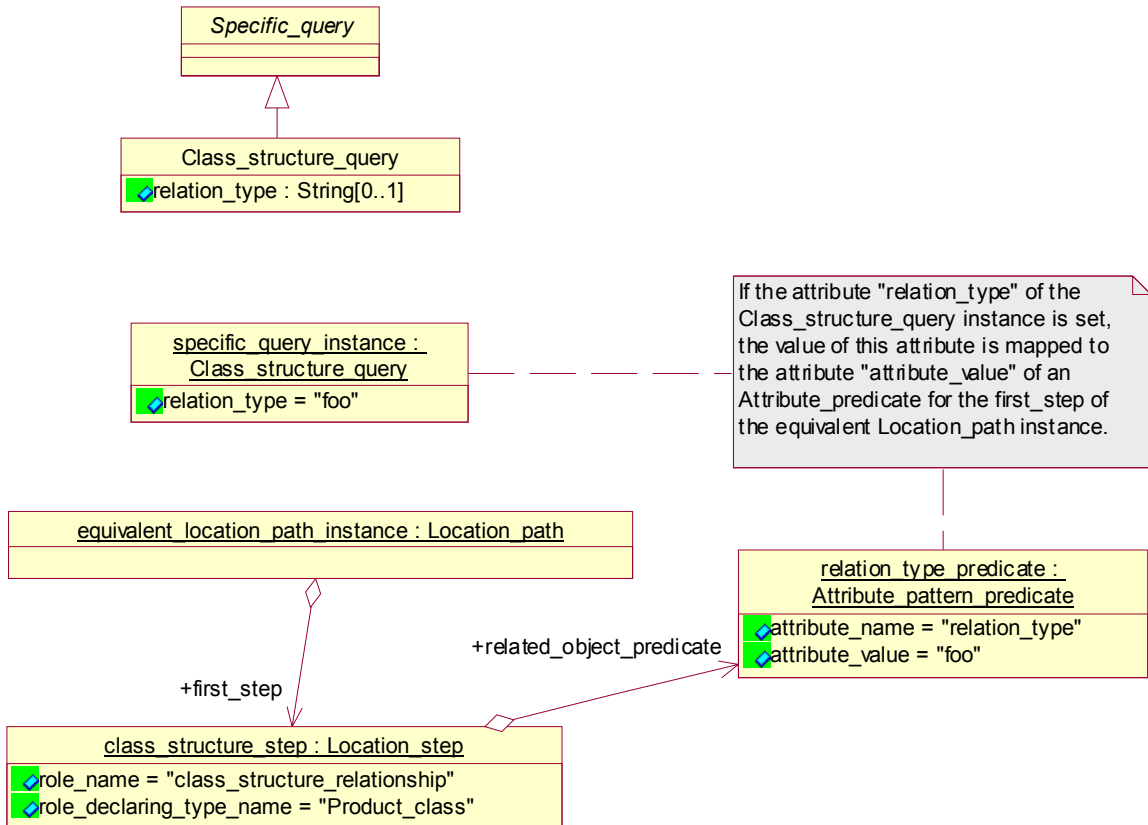 Specific_query
Class_structure_query
relation_type : String[0..1]
If the attribute "relation_type" of the
Class_structure_query instance is set,
the value of this attribute is mapped to
the attribute "attribute_value" of an
Attribute_predicate for the first_step of
the equivalent Location_path instance.
specific_query_instance :
Class_structure_query
relation_type = "foo"
equivalent_location_path_instance : Location_path
relation_type_predicate :
Attribute_pattern_predicate
attribute_name = "relation_type"
attribute_value = "foo"
+related_object_predicate
+first_step
class_structure_step : Location_step
role_name = "class_structure_relationship"
role_declaring_type_name = "Product_class"